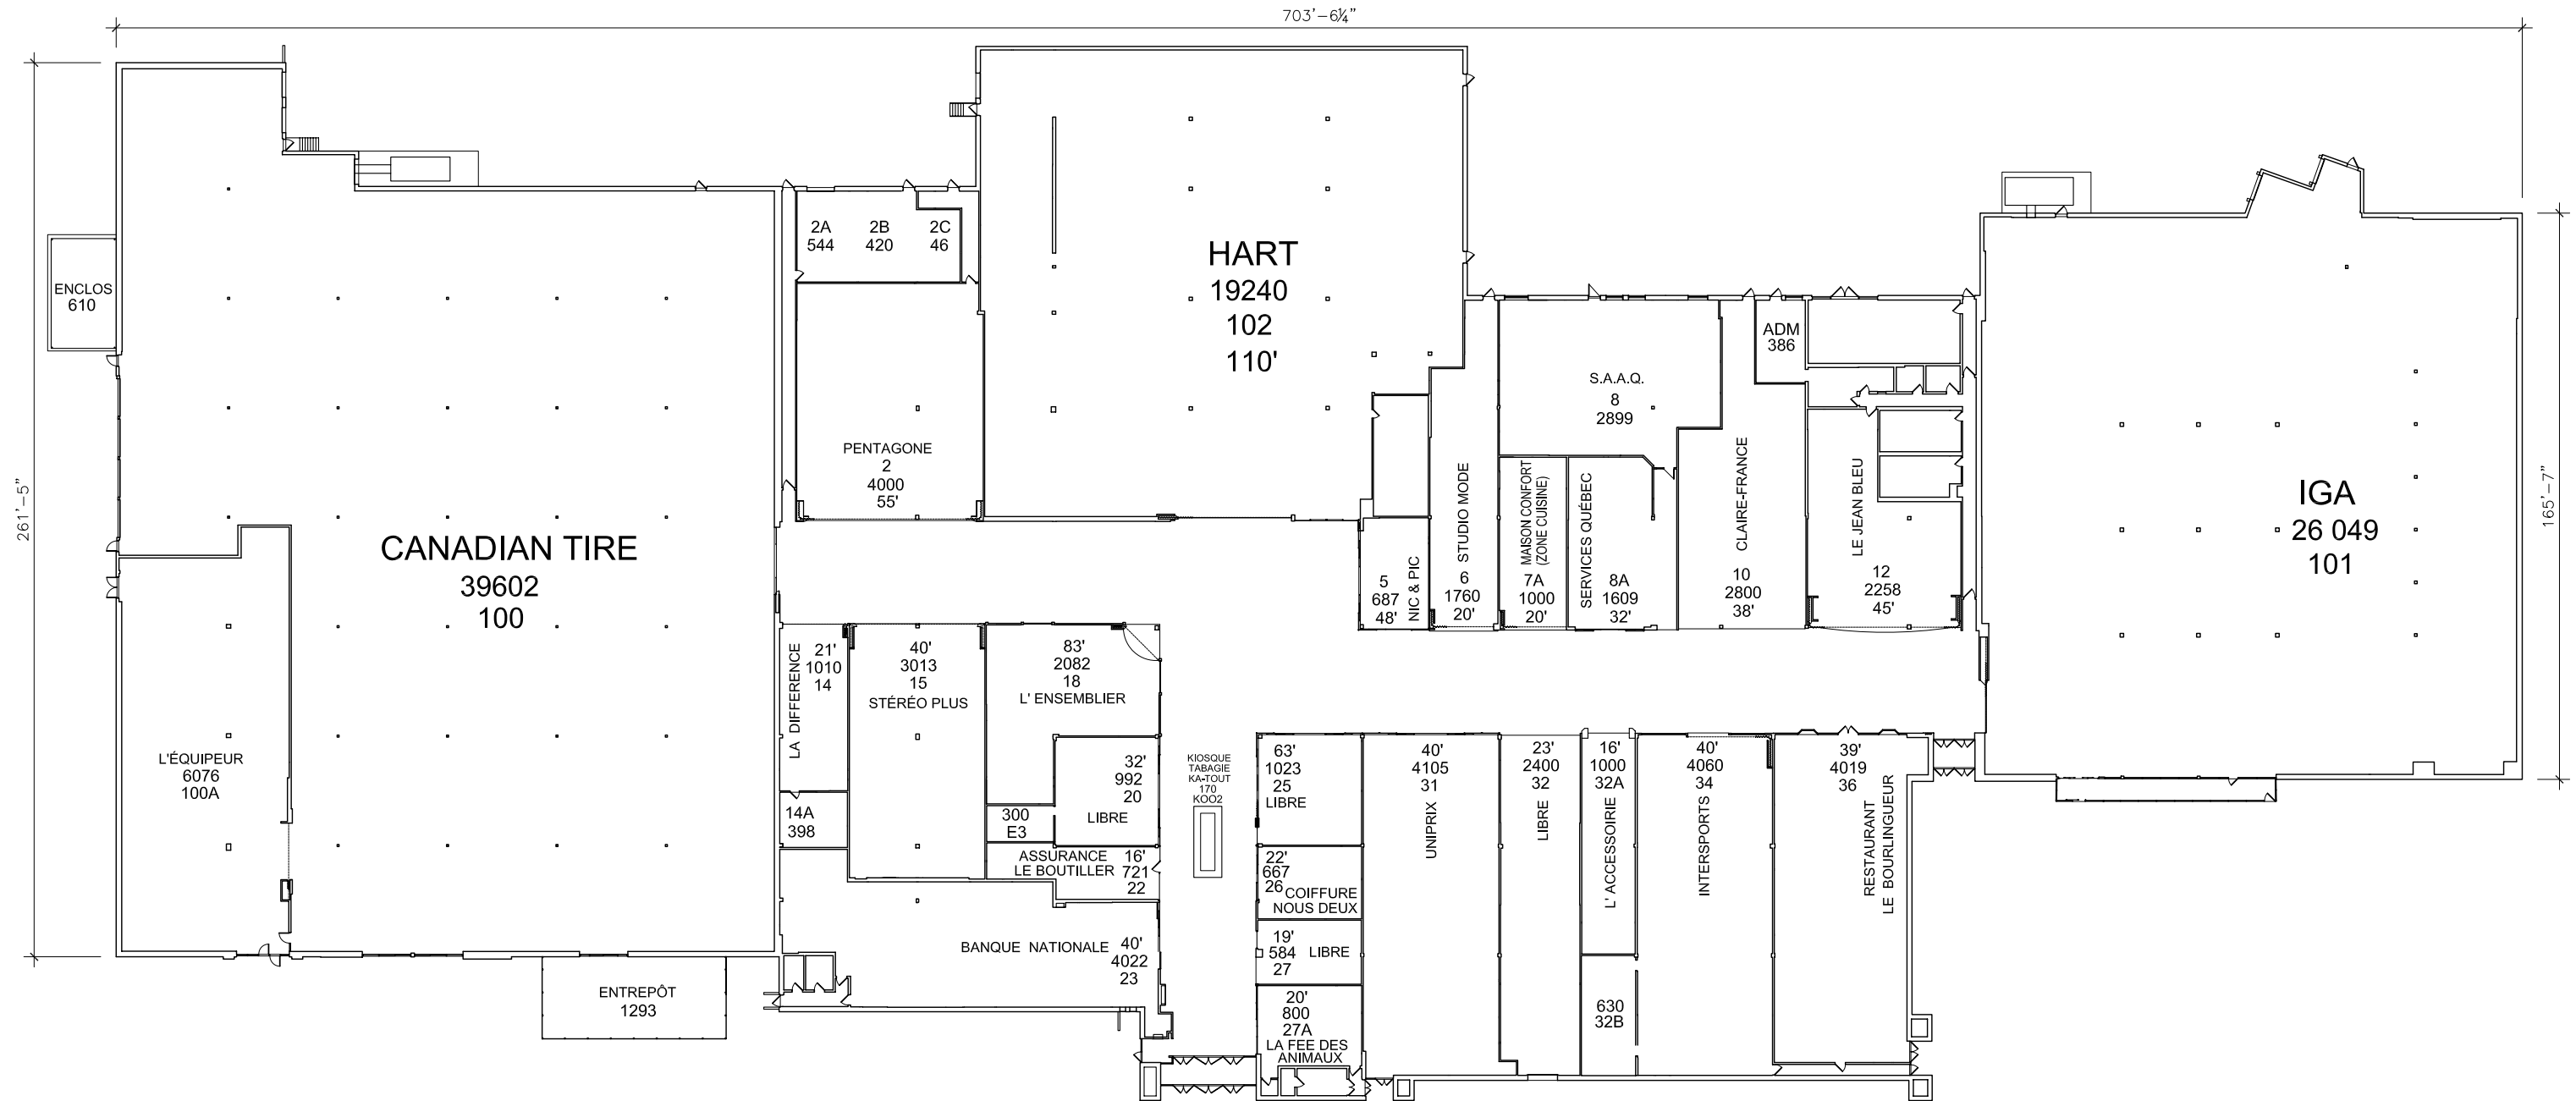 703'-6¼"
261'-5"
165'-7"
ENCLOS
610
CANADIAN TIRE
39602
100
L'ÉQUIPEUR
6076
100A
ENTREPÔT
1293
2A
544
2B
420
2C
46
PENTAGONE
2
4000
55'
HART
19240
102
110'
5
687
48'
NIC & PIC
STUDIO MODE
6
1760
20'
S.A.A.Q.
8
2899
MAISON CONFORT
(ZONE CUISINE)
7A
1000
20'
SERVICES QUÉBEC
8A
1609
32'
CLAIRE-FRANCE
10
2800
38'
ADM
386
LE JEAN BLEU
12
2258
45'
IGA
26 049
101
LA DIFFERENCE
21'
1010
14
14A
398
40'
3013
15
STÉRÉO PLUS
83'
2082
18
L' ENSEMBLIER
32'
992
20
LIBRE
300
E3
ASSURANCE
LE BOUTILLER
16'
721
22
BANQUE NATIONALE
40'
4022
23
KIOSQUE
TABAGIE
KA-TOUT
170
KOO2
63'
1023
25
LIBRE
22'
667
26
COIFFURE
NOUS DEUX
19'
584
27
LIBRE
20'
800
27A
LA FEE DES
ANIMAUX
40'
4105
31
UNIPRIX
23'
2400
32
LIBRE
16'
1000
32A
L' ACCESSOIRE
630
32B
40'
4060
34
INTERSPORTS
39'
4019
36
RESTAURANT
LE BOURLINGUEUR